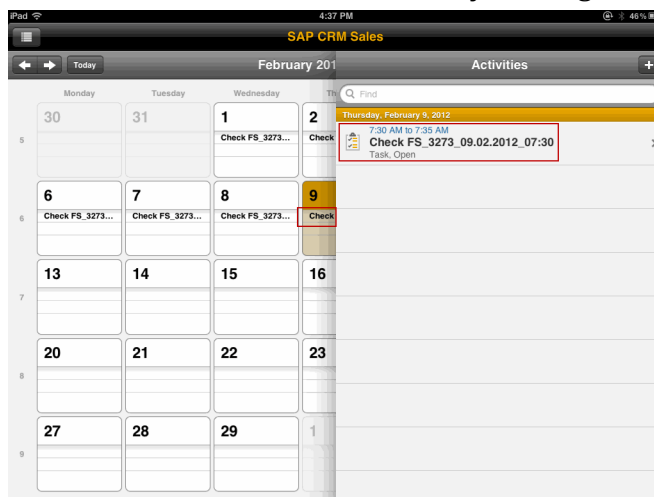 iPad 4:37 PM 46%
SAP CRM Sales
Today February 201 Activities +
Monday Tuesday Wednesday Th
Find
30 31 1 2
Thursday, February 9, 2012
7:30 AM to 7:35 AM
5 Check FS_3273... Check
Check FS_3273_09.02.2012_07:30
Task, Open
6 7 8 9
6 Check FS_3273... Check FS_3273... Check FS_3273... Check
13 14 15 16
7
20 21 22 23
8
27 28 29 1
9